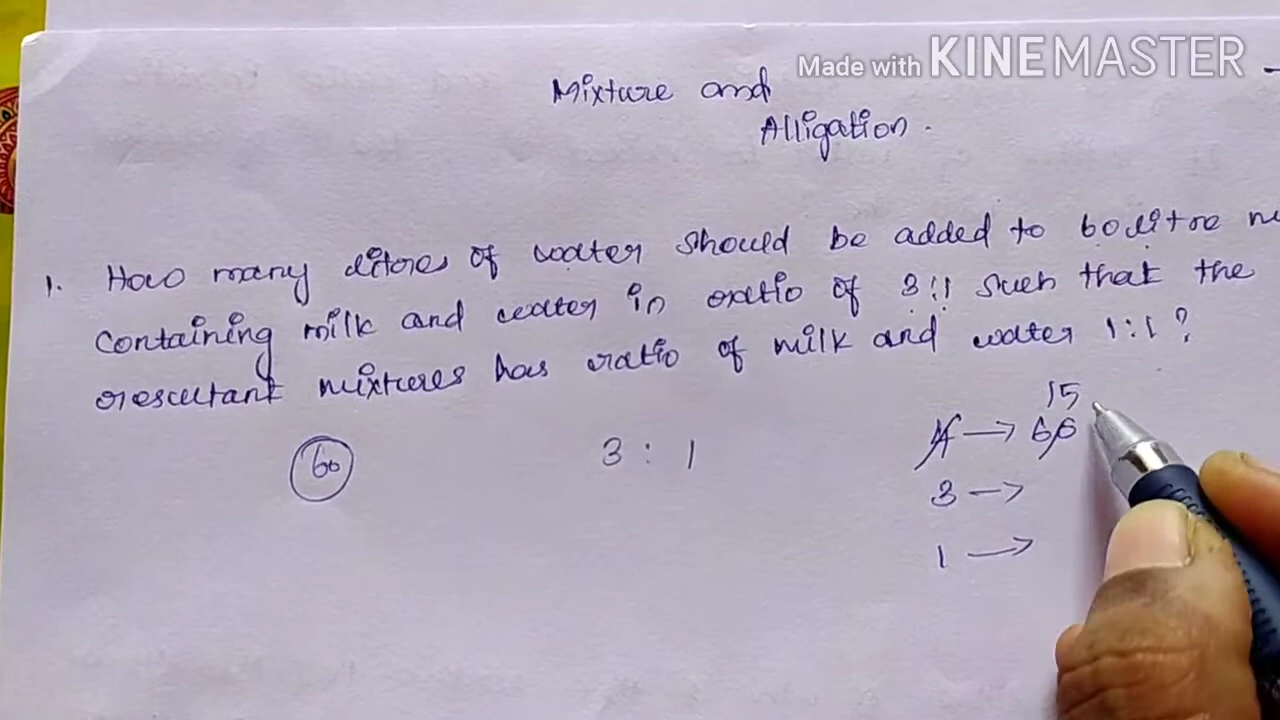 Made with KINEMASTER
Mixture and
Alligation.
1. How many litres of water should be added to 60 litre
containing milk and water in ratio of 3:1 such that the
resultant mixtures has ratio of milk and water 1:1?
15
60 3 : 1 4 → 60
3 →
1 →